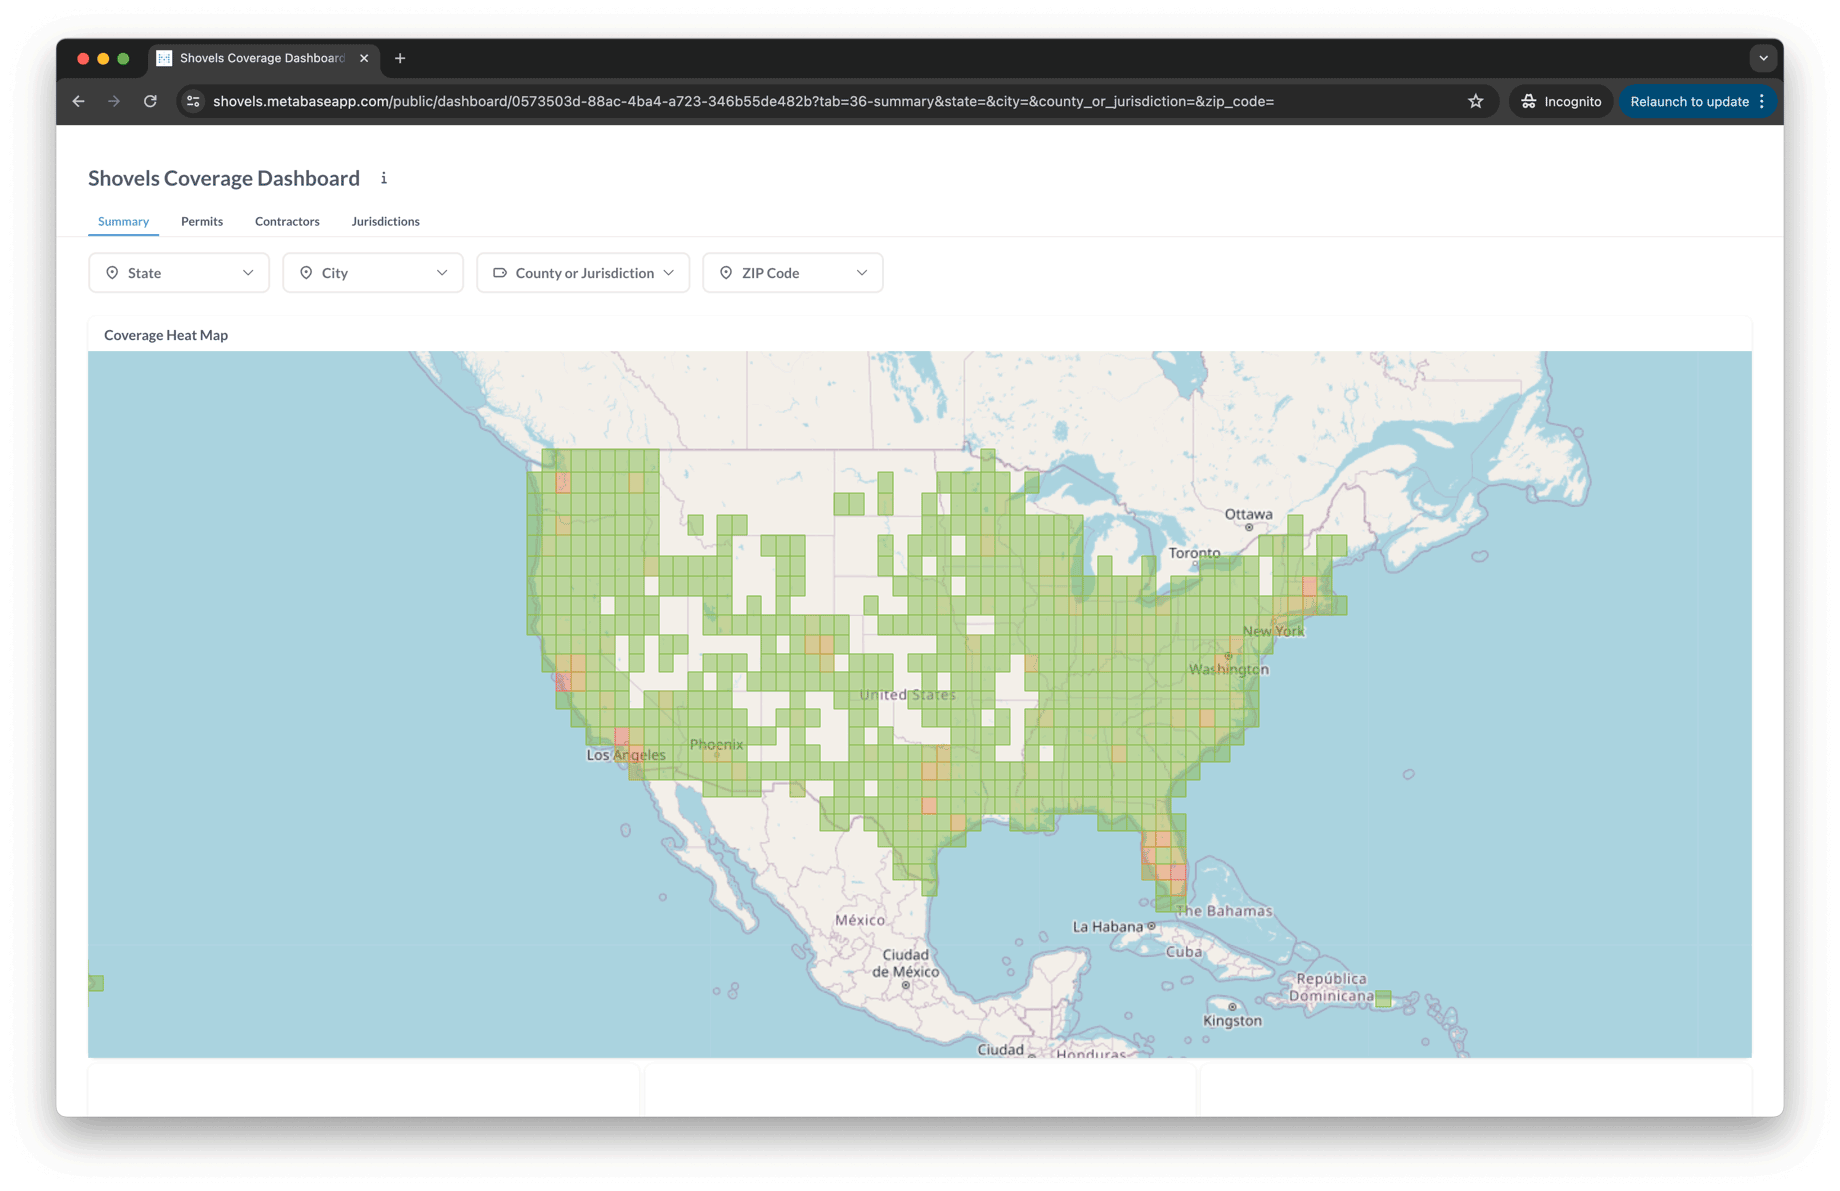 Shovels Coverage Dashboard
shovels.metabaseapp.com/public/dashboard/0573503d-88ac-4ba4-a723-346b55de482b?tab=36-summary&state=&city=&county_or_jurisdiction=&zip_code=
Incognito
Relaunch to update
Shovels Coverage Dashboard
Summary
Permits
Contractors
Jurisdictions
State
City
County or Jurisdiction
ZIP Code
Coverage Heat Map
Ottawa
Toronto
New York
Washington
United States
Phoenix
Los Angeles
The Bahamas
La Habana
México
Cuba
Ciudad
de México
República
Dominicana
Kingston
Ciudad
Honduras